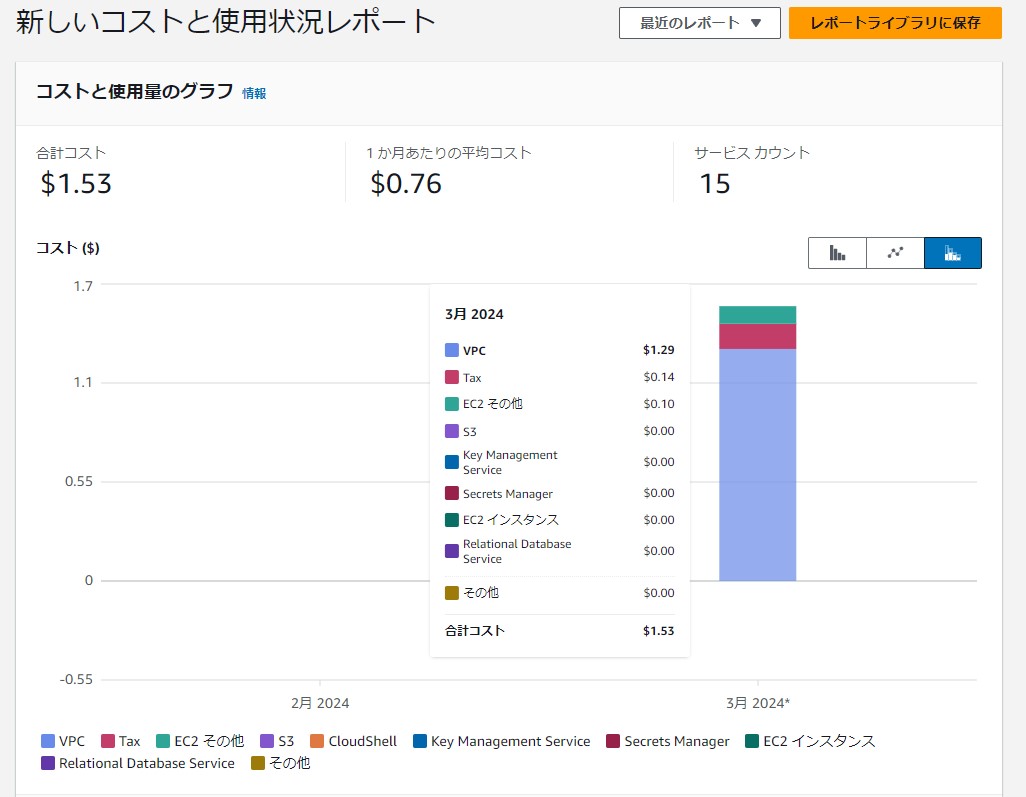 新しいコストと使用状況レポート
最近のレポート ▼
レポートライブラリに保存
コストと使用量のグラフ 情報
合計コスト
$1.53
1 か月あたりの平均コスト
$0.76
サービス カウント
15
コスト ($)
1.7
1.1
0.55
0
-0.55
3月 2024
VPC $1.29
Tax $0.14
EC2 その他 $0.10
S3 $0.00
Key Management
Service $0.00
Secrets Manager $0.00
EC2 インスタンス $0.00
Relational Database
Service $0.00
その他 $0.00
合計コスト $1.53
2月 2024
3月 2024*
VPC Tax EC2 その他 S3 CloudShell Key Management Service Secrets Manager EC2 インスタンス
Relational Database Service その他